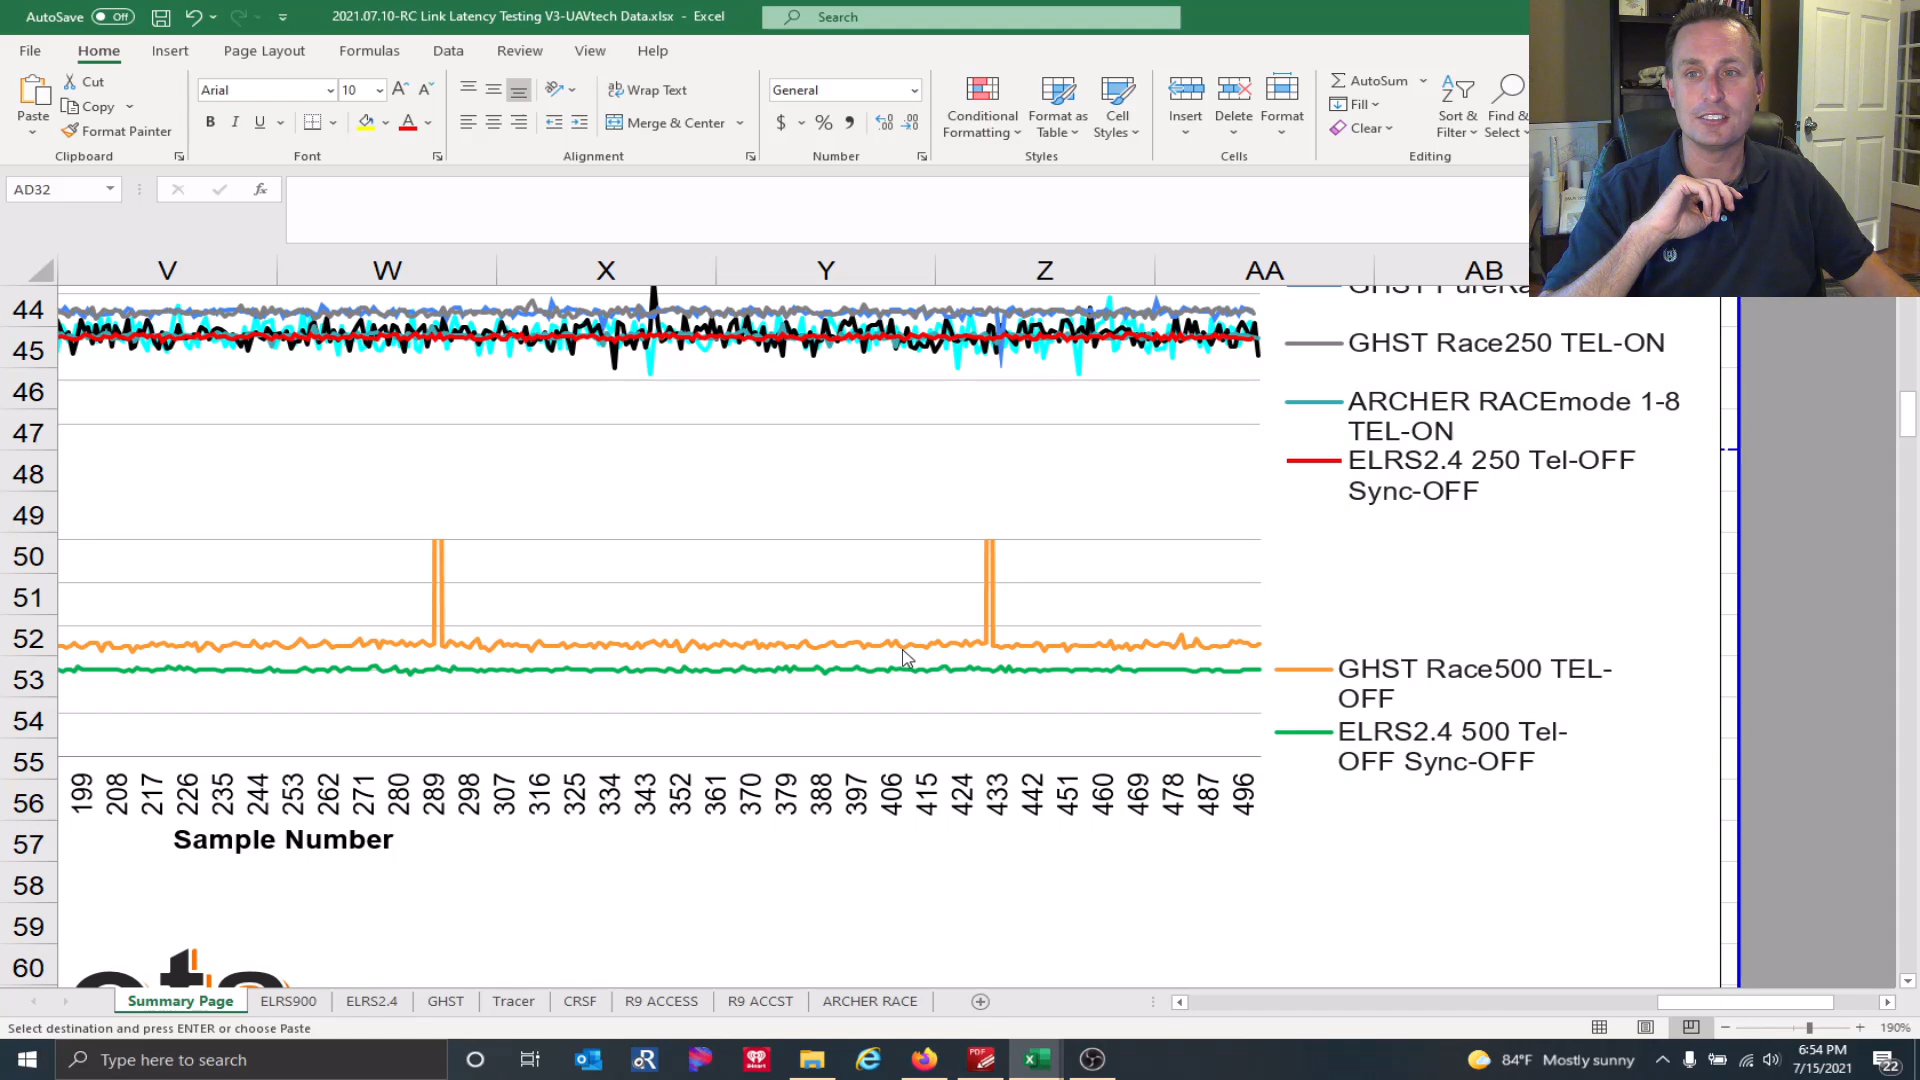 AutoSave Off 2021.07.10-RC Link Latency Testing V3-UAVtech Data.xlsx - Excel Search
File Home Insert Page Layout Formulas Data Review View Help
Paste Cut Copy Format Painter
Clipboard
Arial 10
B I U
Font
Wrap Text
Merge & Center
Alignment
General
$ % 9
Number
Conditional Formatting
Format as Table
Cell Styles
Styles
Insert Delete Format
Cells
AutoSum
Fill
Clear
Sort & Filter
Find & Select
Editing
AD32 fx
V W X Y Z AA AB
44
45
46
47
48
49
50
51
52
53
54
55
56
57
58
59
60
GHST Race250 TEL-ON
ARCHER RACEmode 1-8
TEL-ON
ELRS2.4 250 Tel-OFF
Sync-OFF
GHST Race500 TEL-
OFF
ELRS2.4 500 Tel-
OFF Sync-OFF
199 208 217 226 235 244 253 262 271 280 289 298 307 316 325 334 343 352 361 370 379 388 397 406 415 424 433 442 451 460 469 478 487 496
Sample Number
Summary Page ELRS900 ELRS2.4 GHST Tracer CRSF R9 ACCESS R9 ACCST ARCHER RACE
Select destination and press ENTER or choose Paste 190%
Type here to search 84°F Mostly sunny 6:54 PM
7/15/2021 22